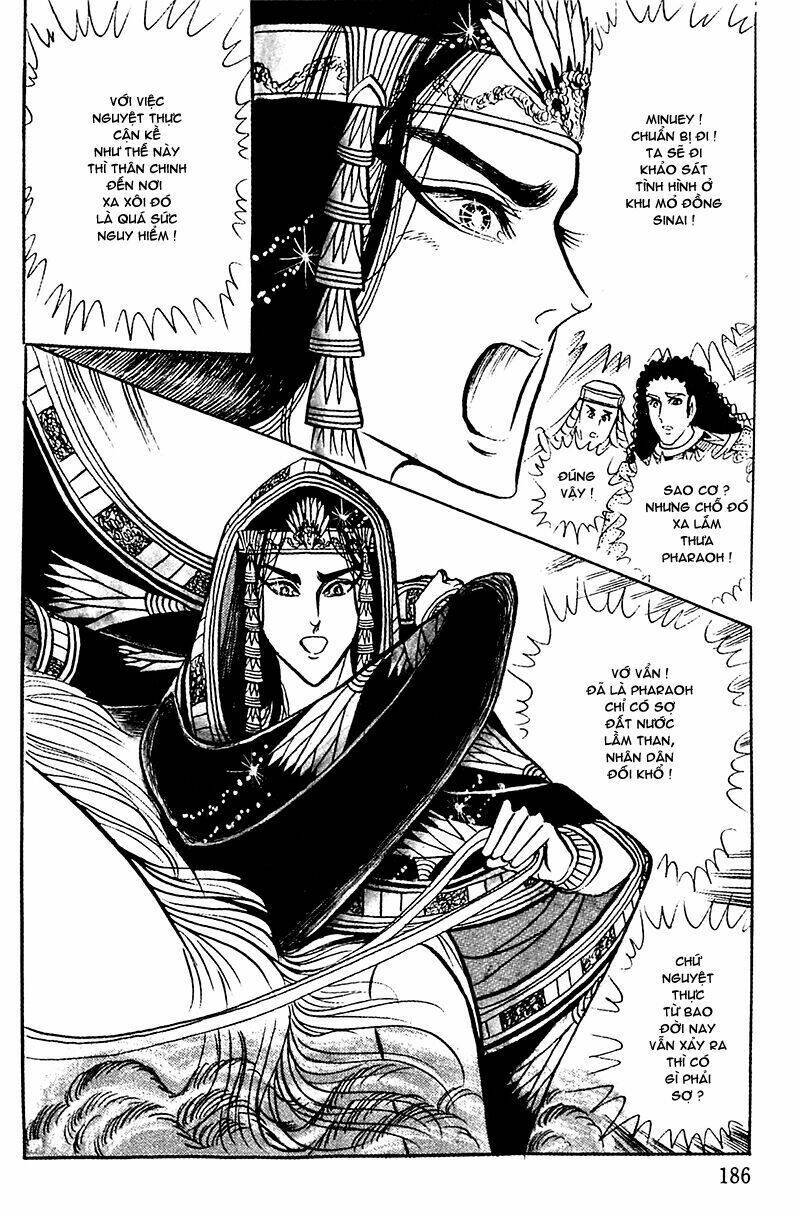 MINUEY !
CHUẨN BỊ ĐI !
TA SẼ ĐI
KHẢO SÁT
TÌNH HÌNH Ở
KHU MỎ ĐỒNG
SINAI !
SAO CƠ ?
NHƯNG CHỖ ĐÓ
XA LẮM
THƯA
PHARAOH !
ĐÚNG
VẬY !
VỚI VIỆC
NGUYỆT THỰC
CẬN KỀ
NHƯ THẾ NÀY
THÌ THÂN CHINH
ĐẾN NƠI
XA XÔI ĐÓ
LÀ QUÁ SỨC
NGUY HIỂM !
VỚ VẨN !
ĐÃ LÀ PHARAOH
CHỈ CÓ SỢ
ĐẤT NƯỚC
LẦM THAN,
NHÂN DÂN
ĐÓI KHỔ !
CHỨ
NGUYỆT
THỰC
TỪ BAO
ĐỜI NAY
VẪN XẢY RA
THÌ CÓ
GÌ PHẢI
SỢ ?
186